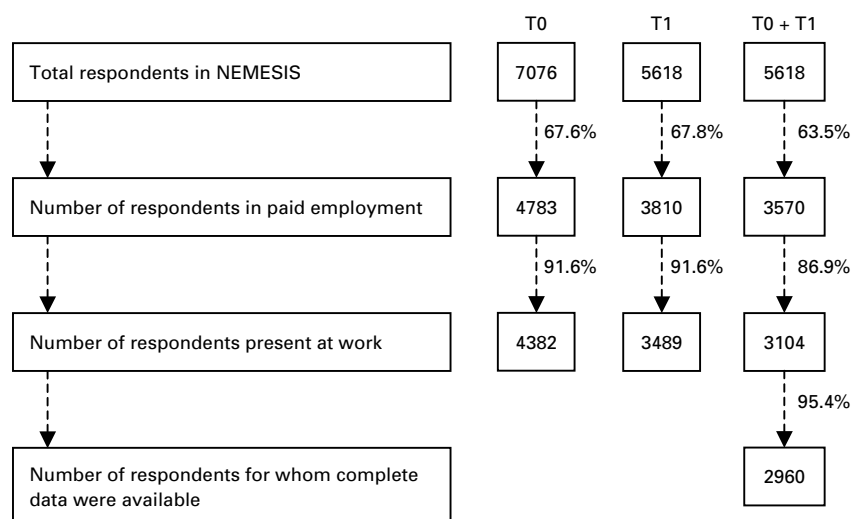 T0 T1 T0 + T1
Total respondents in NEMESIS 7076 5618 5618
67.6% 67.8% 63.5%
Number of respondents in paid employment 4783 3810 3570
91.6% 91.6% 86.9%
Number of respondents present at work 4382 3489 3104
95.4%
Number of respondents for whom complete
data were available
2960